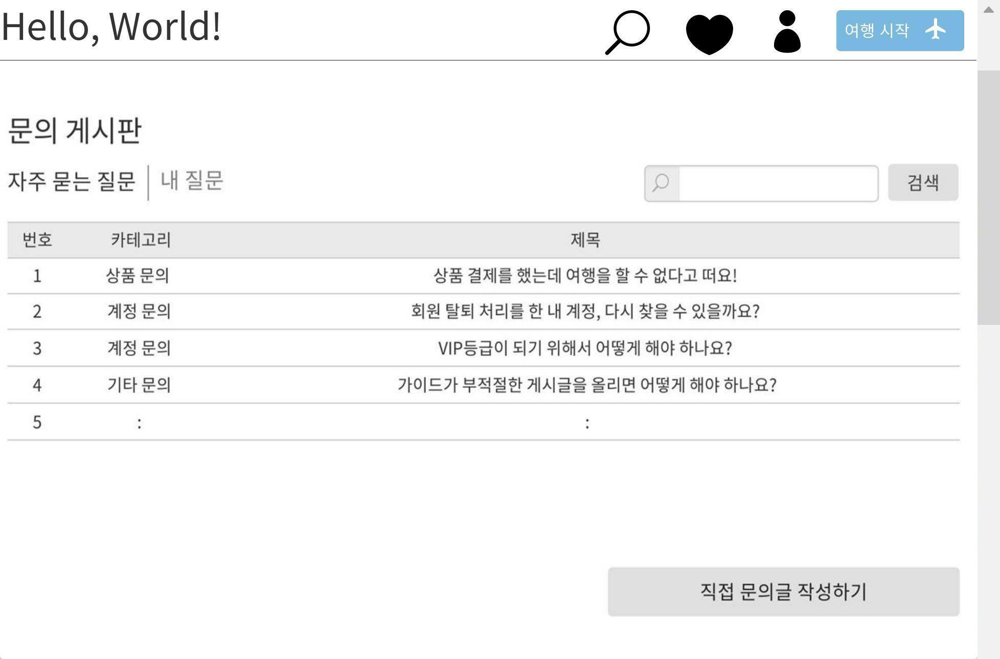 Hello, World!
여행 시작
문의 게시판
자주 묻는 질문 내 질문
검색
번호 카테고리 제목
1 상품 문의 상품 결제를 했는데 여행을 할 수 없다고 떠요!
2 계정 문의 회원 탈퇴 처리를 한 내 계정, 다시 찾을 수 있을까요?
3 계정 문의 VIP등급이 되기 위해서 어떻게 해야 하나요?
4 기타 문의 가이드가 부적절한 게시글을 올리면 어떻게 해야 하나요?
5 : :
직접 문의글 작성하기